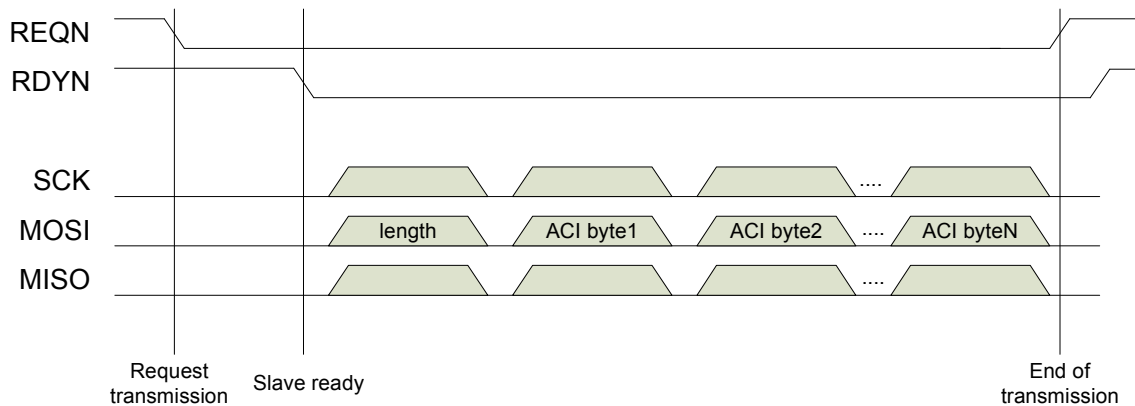 REQN
RDYN
SCK
....
MOSI
length
ACI byte1
ACI byte2
....
ACI byteN
MISO
....
Request
transmission
Slave ready
End of
transmission